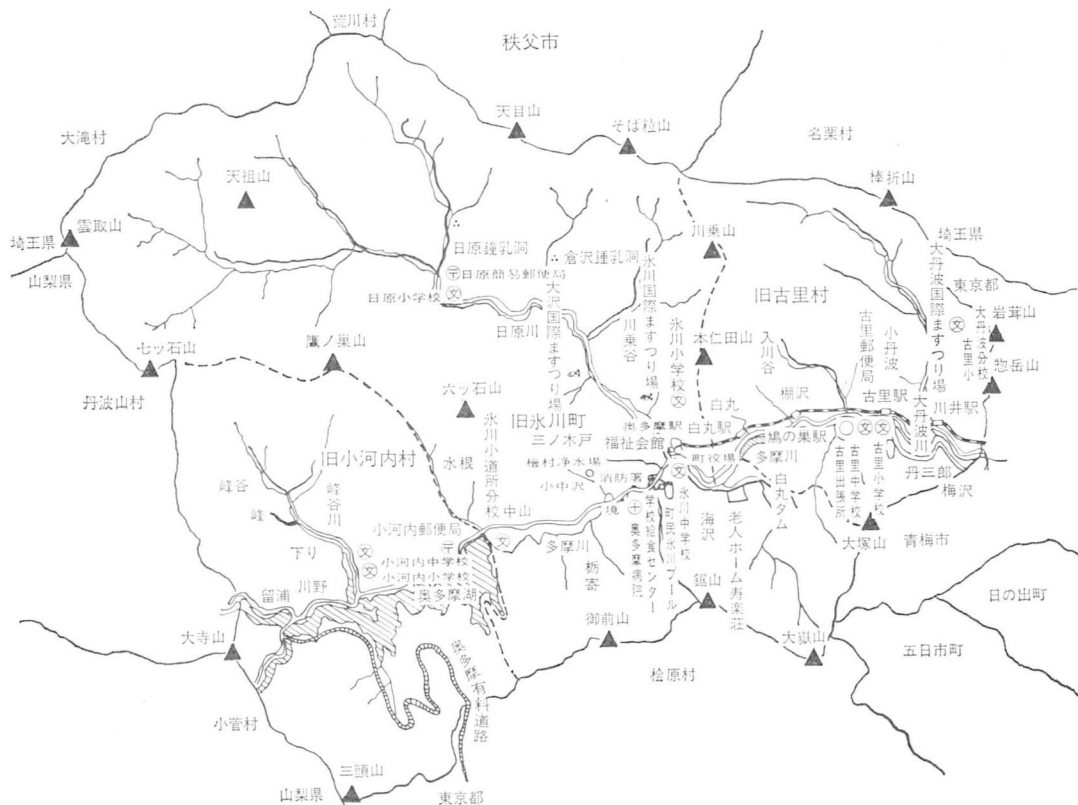 荒川村
秩父市
天目山
そば粒山
大滝村
名栗村
天祖山
棒折山
雲取山
川乗山
埼玉県
山梨県
埼玉県
東京都
日原鐘乳洞
倉沢鍾乳洞
〒日原簡易郵便局
日原小学校 文
大沢国際ますつり場
氷川国際ますつり場
大丹波国際ますつり場
旧古里村
岩茸山
大丹波分校
古里小
文
日原川
川乗谷
氷川小学校 文
本仁田山
入川谷
古里郵便局
小丹波
惣岳山
七ッ石山
鷹ノ巣山
六ッ石山
丹波山村
棚沢
古里駅
大丹波川
川井駅
旧氷川町
奥多摩駅
白丸
白丸駅
鳩の巣駅
三ノ木戸
福祉会館
町役場
多摩川
文
文
丹三郎
梅沢
旧小河内村
水根
氷川小道所分校
檜村浄水場
消防署
小中沢
境
中山
文
古里出張所
古里中学校
古里小学校
白丸ダム
峰谷
峰谷川
峰
下り
小河内郵便局
〒
文
小河内中学校
文
小河内小学校
文
奥多摩湖
川野
留浦
多摩川
栃寄
奥多摩病院
学校給食センター
町民氷川プール
氷川中学校
海沢
老人ホーム寿楽荘
大塚山
青梅市
日の出町
五日市町
大寺山
御前山
鋸山
大嶽山
桧原村
奥多摩有料道路
小菅村
三頭山
山梨県
東京都